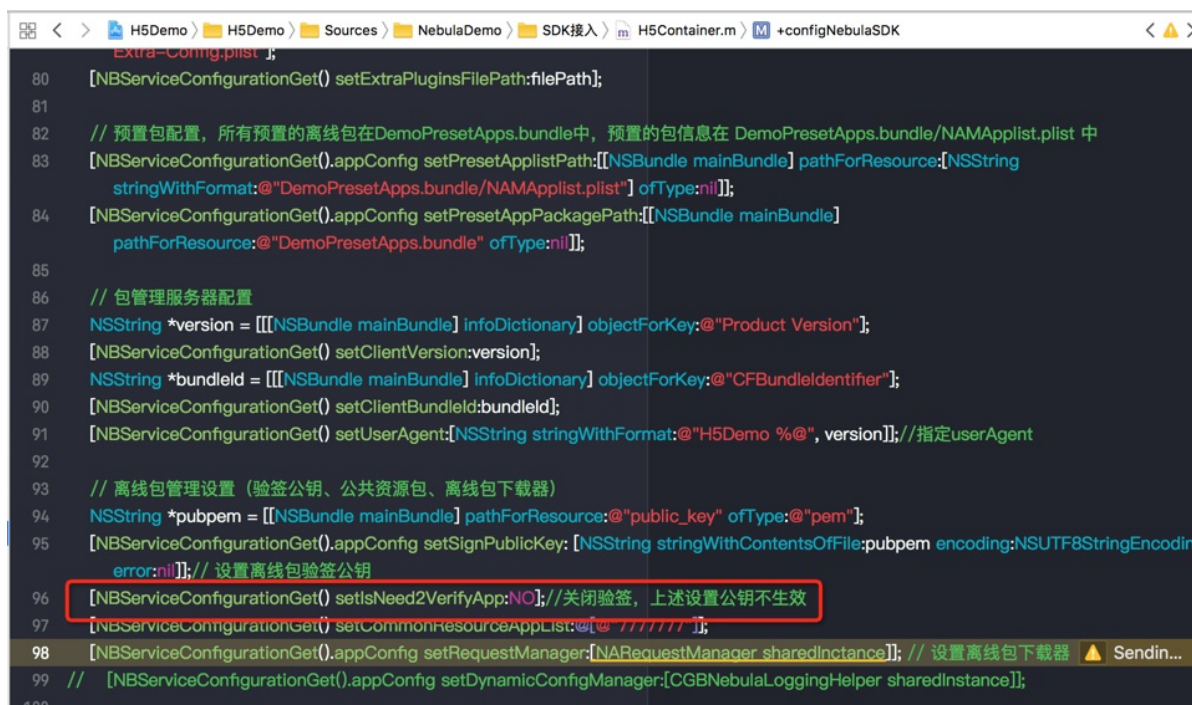 H5Demo 〉 H5Demo 〉 Sources 〉 NebulaDemo 〉 SDK接入 〉 m H5Container.m 〉 M +configNebulaSDK
Extra-Config.plist"];
80 [NBServiceConfigurationGet() setExtraPluginsFilePath:filePath];
81
82 // 预置包配置，所有预置的离线包在DemoPresetApps.bundle中，预置的包信息在 DemoPresetApps.bundle/NAMApplist.plist 中
83 [NBServiceConfigurationGet().appConfig setPresetApplistPath:[[NSBundle mainBundle] pathForResource:[NSString
stringWithFormat:@"DemoPresetApps.bundle/NAMApplist.plist"] ofType:nil]];
84 [NBServiceConfigurationGet().appConfig setPresetAppPackagePath:[[NSBundle mainBundle]
pathForResource:@"DemoPresetApps.bundle" ofType:nil]];
85
86 // 包管理服务器配置
87 NSString *version = [[[NSBundle mainBundle] infoDictionary] objectForKey:@"Product Version"];
88 [NBServiceConfigurationGet() setClientVersion:version];
89 NSString *bundleId = [[[NSBundle mainBundle] infoDictionary] objectForKey:@"CFBundleIdentifier"];
90 [NBServiceConfigurationGet() setClientBundleId:bundleId];
91 [NBServiceConfigurationGet() setUserAgent:[NSString stringWithFormat:@"H5Demo %@", version]];//指定userAgent
92
93 // 离线包管理设置（验签公钥、公共资源包、离线包下载器）
94 NSString *pubpem = [[NSBundle mainBundle] pathForResource:@"public_key" ofType:@"pem"];
95 [NBServiceConfigurationGet().appConfig setSignPublicKey: [NSString stringWithContentsOfFile:pubpem encoding:NSUTF8StringEncodin
error:nil]];// 设置离线包验签公钥
96 [NBServiceConfigurationGet() setIsNeed2VerifyApp:NO];//关闭验签，上述设置公钥不生效
97 [NBServiceConfigurationGet() setCommonResourceAppList:@[@"7777777"]];
98 [NBServiceConfigurationGet().appConfig setRequestManager:[NARequestManager sharedInctance]]; // 设置离线包下载器 Sendin...
99 // [NBServiceConfigurationGet().appConfig setDynamicConfigManager:[CGBNebulaLoggingHelper sharedInstance]];